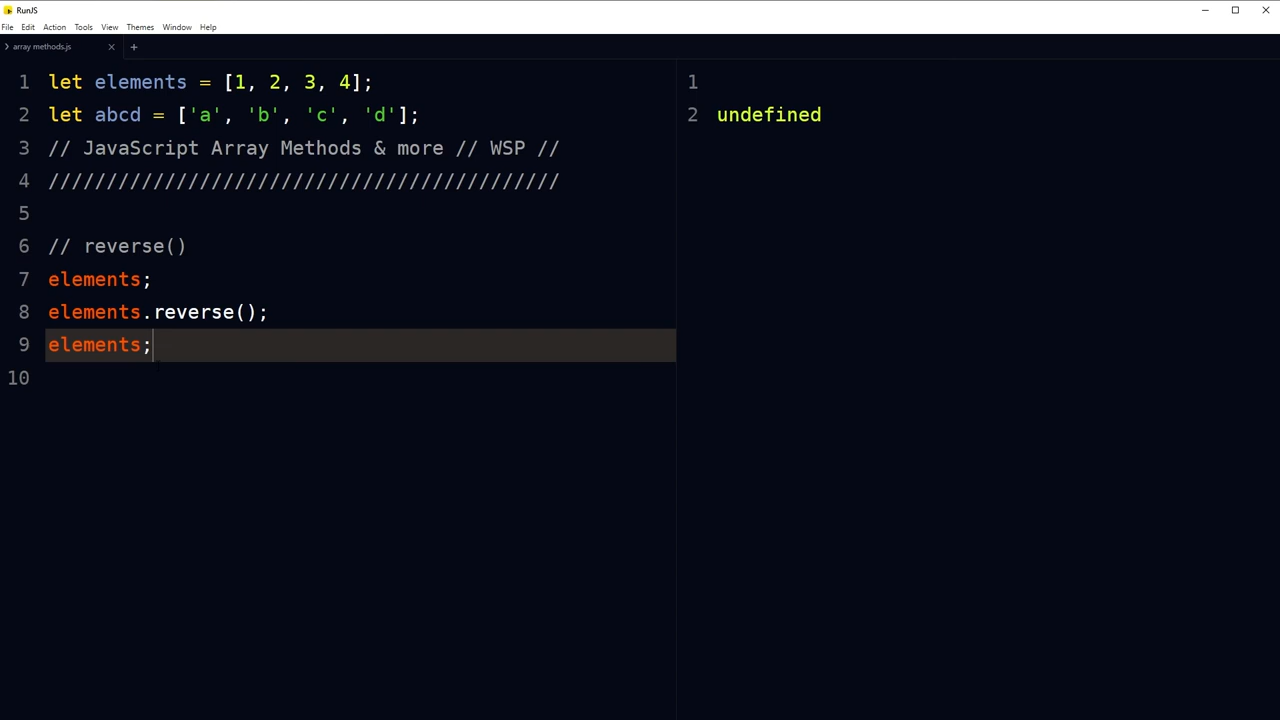 RunJS
File Edit Action Tools View Themes Window Help
array methods.js
1 let elements = [1, 2, 3, 4];
2 let abcd = ['a', 'b', 'c', 'd'];
3 // JavaScript Array Methods & more // WSP //
4 ////////////////////////////////////////////
5
6 // reverse()
7 elements;
8 elements.reverse();
9 elements;
10
1
2 undefined